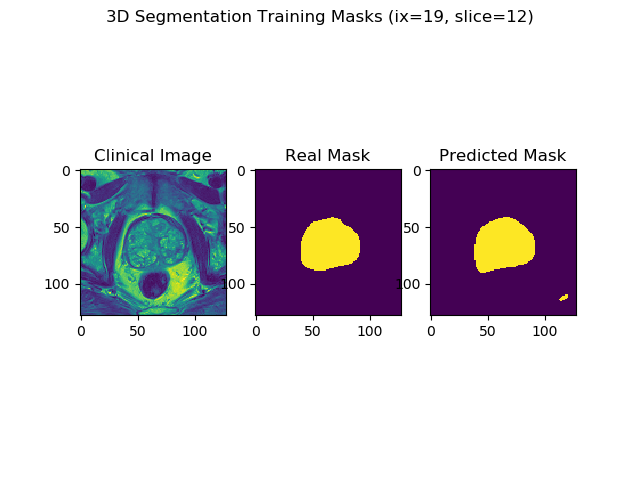 3D Segmentation Training Masks (ix=19, slice=12)
Clinical Image Real Mask Predicted Mask
0 0 0
50 50 50
100 100 100
0 50 100 0 50 100 0 50 100